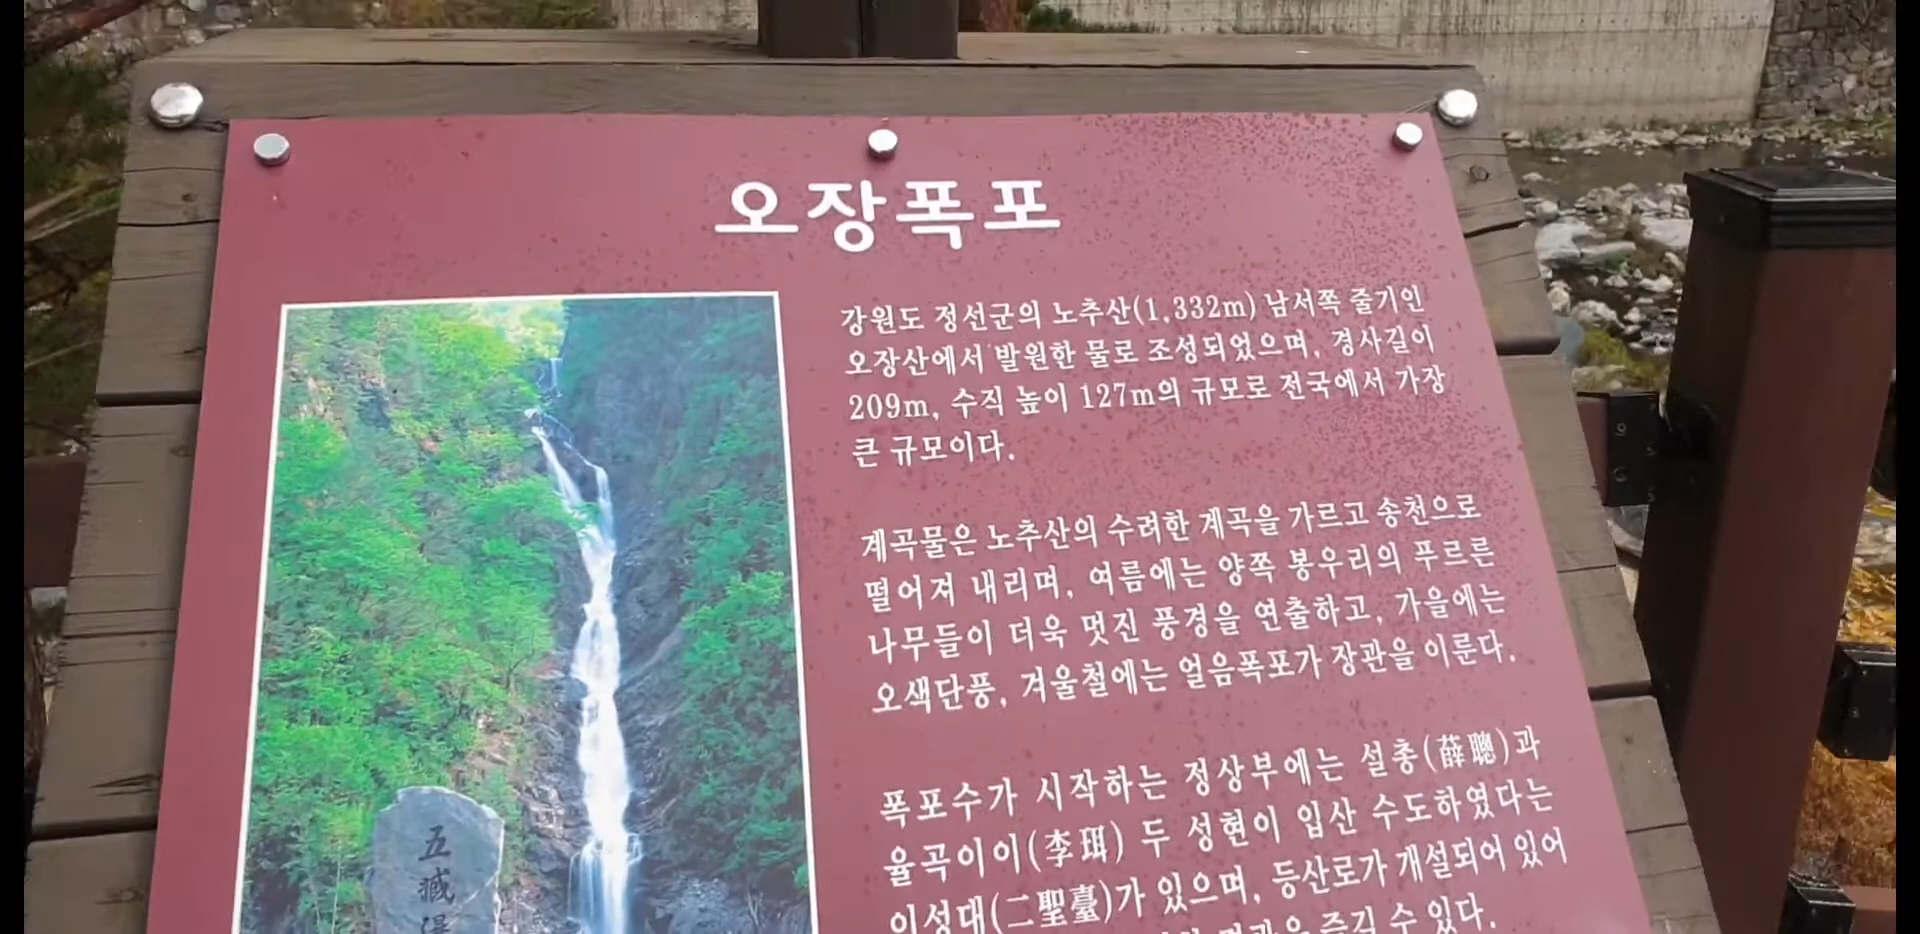 오장폭포
강원도 정선군의 노추산(1,332m) 남서쪽 줄기인
오장산에서 발원한 물로 조성되었으며, 경사길이
209m, 수직 높이 127m의 규모로 전국에서 가장
큰 규모이다.
계곡물은 노추산의 수려한 계곡을 가르고 송천으로
떨어져 내리며, 여름에는 양쪽 봉우리의 푸르른
나무들이 더욱 멋진 풍경을 연출하고, 가을에는
오색단풍, 겨울철에는 얼음폭포가 장관을 이룬다.
폭포수가 시작하는 정상부에는 설총(薛聰)과
율곡이이(李珥) 두 성현이 입산 수도하였다는
이성대(二聖臺)가 있으며, 등산로가 개설되어 있어
즐길 수 있다.
五
臧
瀑